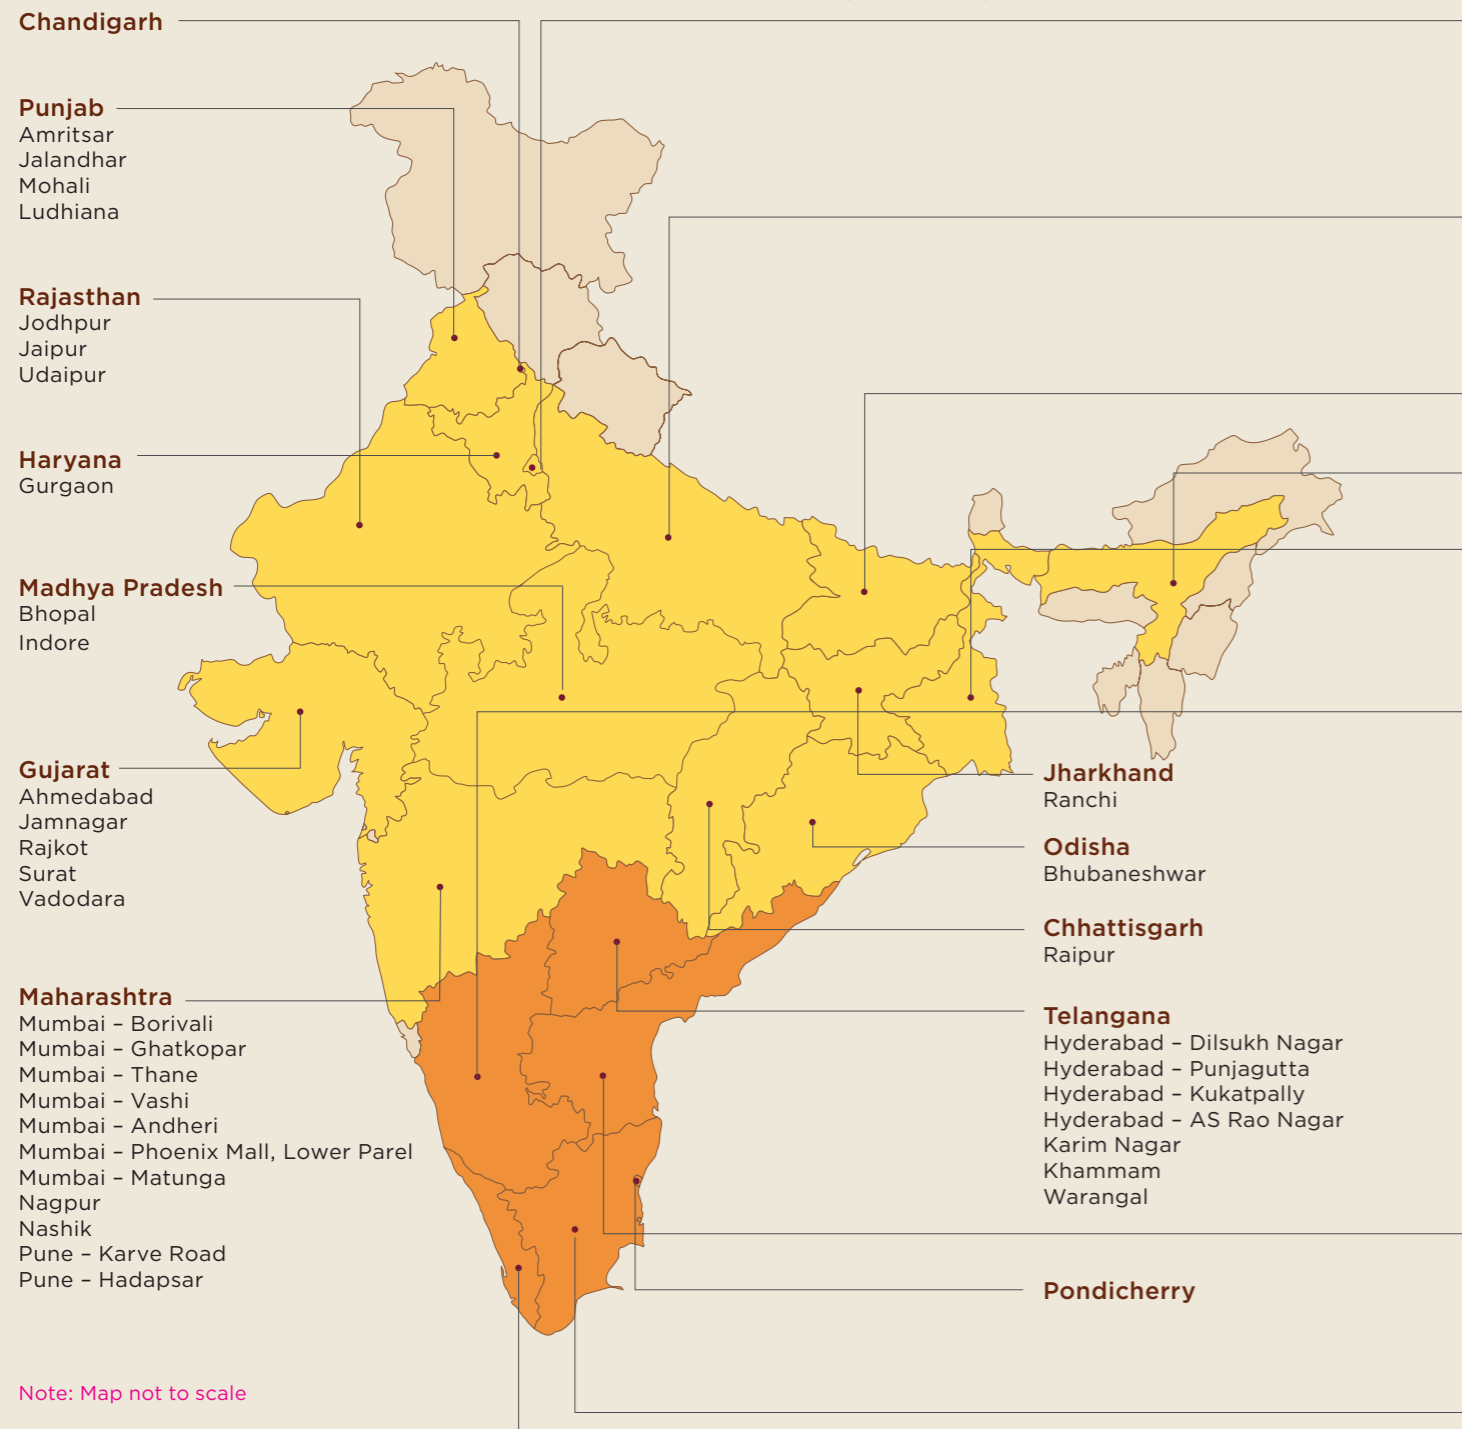 Chandigarh
Punjab
Amritsar
Jalandhar
Mohali
Ludhiana
Rajasthan
Jodhpur
Jaipur
Udaipur
Haryana
Gurgaon
Madhya Pradesh
Bhopal
Indore
Gujarat
Ahmedabad
Jamnagar
Rajkot
Surat
Vadodara
Maharashtra
Mumbai – Borivali
Mumbai – Ghatkopar
Mumbai – Thane
Mumbai – Vashi
Mumbai – Andheri
Mumbai – Phoenix Mall, Lower Parel
Mumbai – Matunga
Nagpur
Nashik
Pune – Karve Road
Pune – Hadapsar
Note: Map not to scale
Jharkhand
Ranchi
Odisha
Bhubaneshwar
Chhattisgarh
Raipur
Telangana
Hyderabad – Dilsukh Nagar
Hyderabad – Punjagutta
Hyderabad – Kukatpally
Hyderabad – AS Rao Nagar
Karim Nagar
Khammam
Warangal
Pondicherry